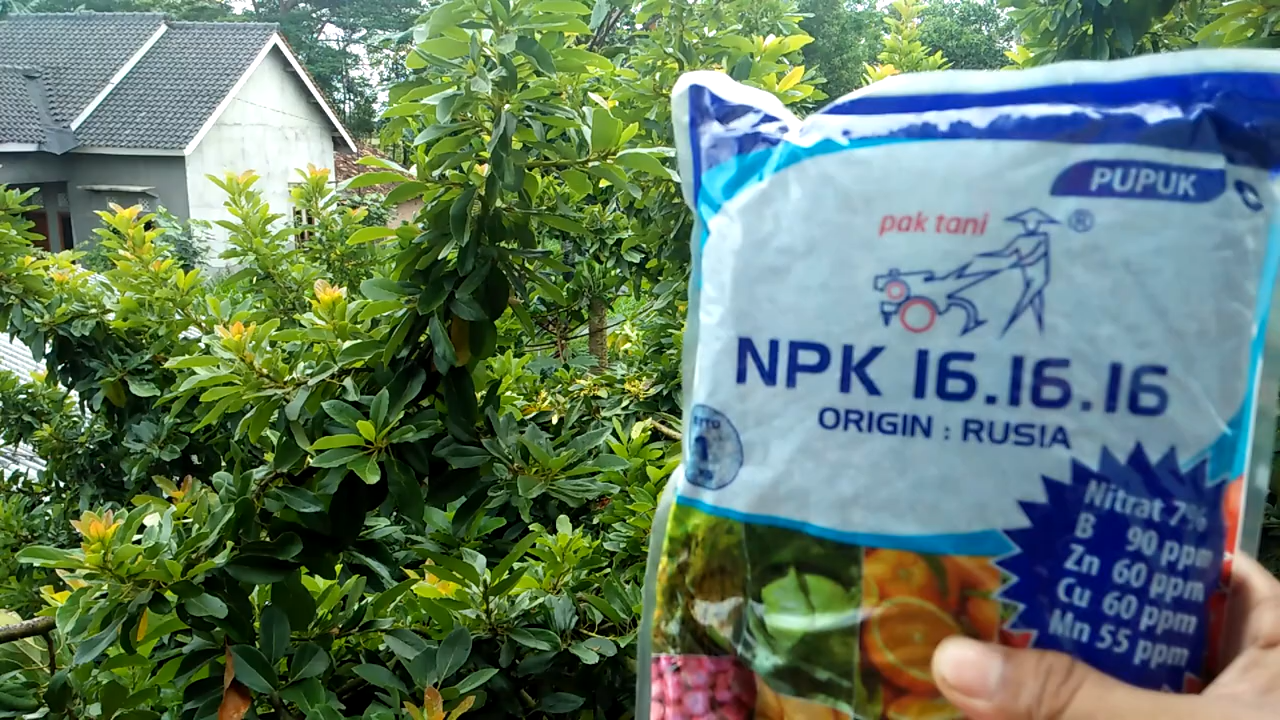 PUPUK
pak tani ®
NPK 16.16.16
ORIGIN : RUSIA
1
Nitrat 7%
B 90 ppm
Zn 60 ppm
Cu 60 ppm
Mn 55 ppm